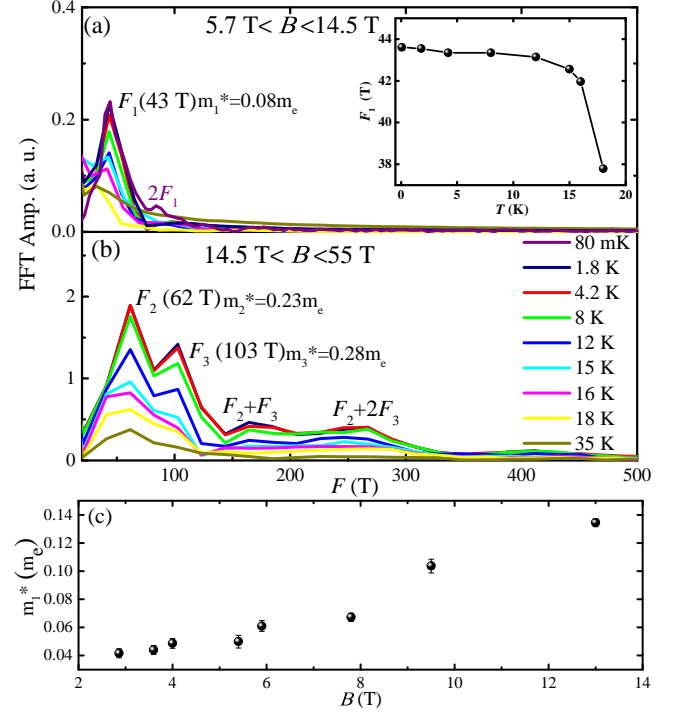 (a) 5.7 T< B <14.5 T
F₁(43 T)m₁*=0.08mₑ
2F₁
0.4
0.2
0.0
FFT Amp. (a. u.)
44
42
40
38
F₁ (T)
0 5 10 15 20
T (K)
(b) 14.5 T< B <55 T
F₂ (62 T)m₂*=0.23mₑ
F₃ (103 T)m₃*=0.28mₑ
F₂+F₃
F₂+2F₃
2
1
0
80 mK
1.8 K
4.2 K
8 K
12 K
15 K
16 K
18 K
35 K
100 200 300 400 500
F (T)
(c)
0.14
0.12
0.10
0.08
0.06
0.04
m₁* (mₑ)
2 4 6 8 10 12 14
B (T)